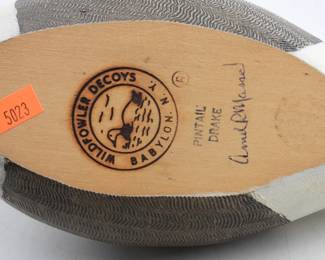 5023
WILDFOWLER DECOYS
BABYLON, N.Y.
PINTAIL
DRAKE